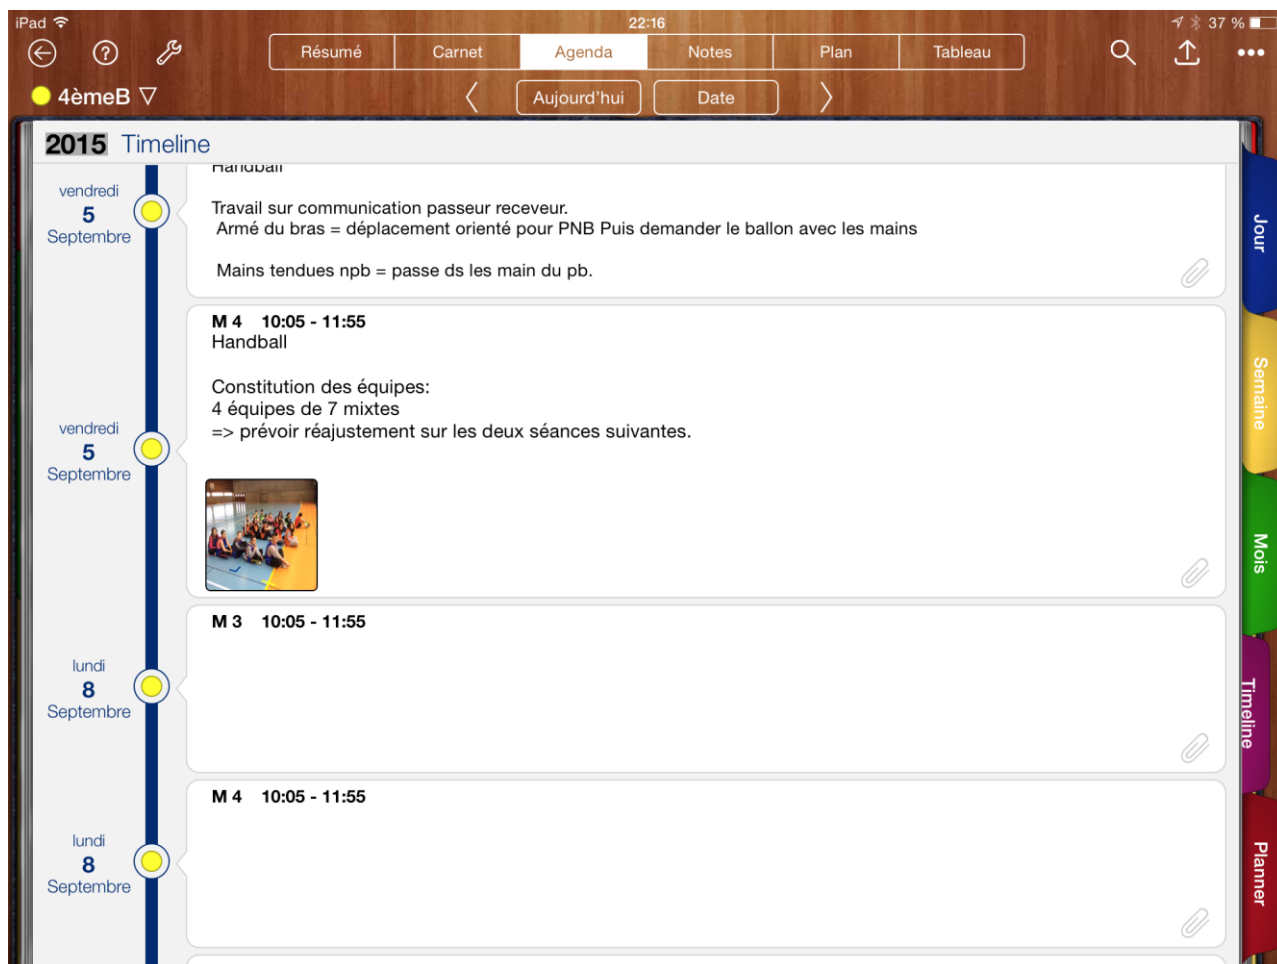 iPad
22:16
37 %
Résumé
Carnet
Agenda
Notes
Plan
Tableau
4èmeB
Aujourd'hui
Date
2015 Timeline
vendredi
5
Septembre
Handball
Travail sur communication passeur receveur.
Armé du bras = déplacement orienté pour PNB Puis demander le ballon avec les mains
Mains tendues npb = passe ds les main du pb.
vendredi
5
Septembre
M 4 10:05 - 11:55
Handball
Constitution des équipes:
4 équipes de 7 mixtes
=> prévoir réajustement sur les deux séances suivantes.
lundi
8
Septembre
M 3 10:05 - 11:55
lundi
8
Septembre
M 4 10:05 - 11:55
Jour
Semaine
Mois
Timeline
Planner